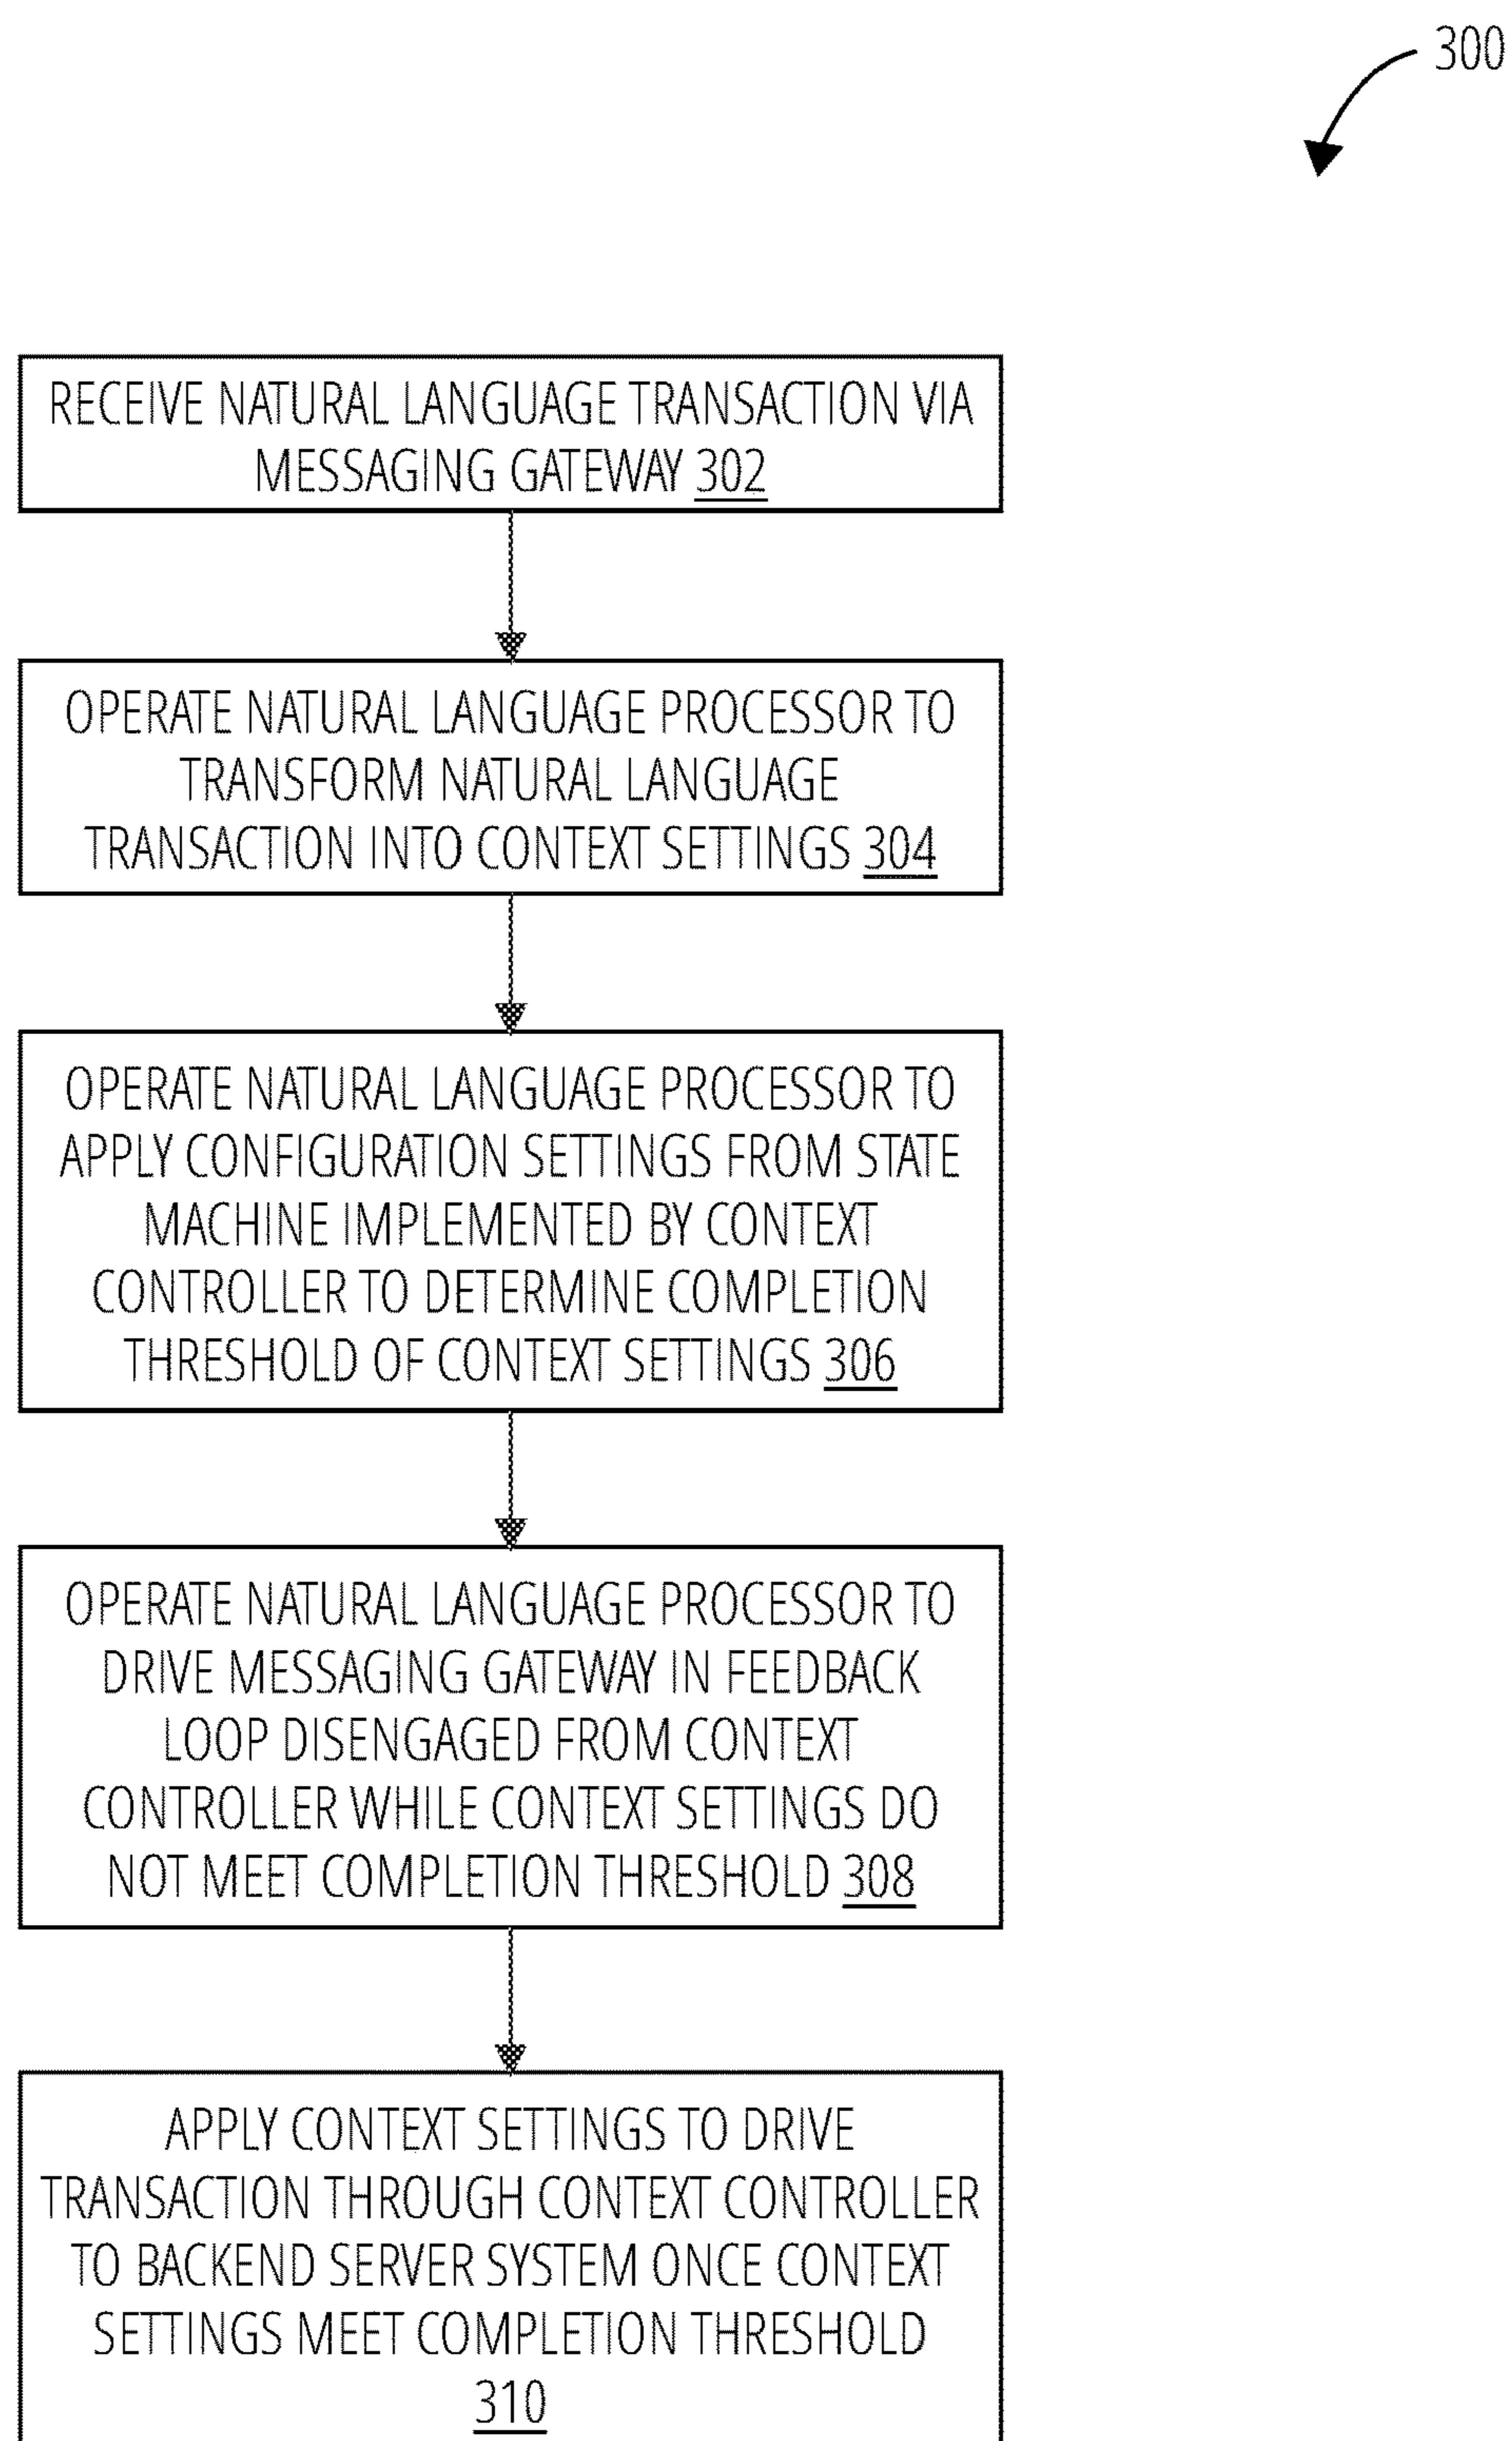 300
RECEIVE NATURAL LANGUAGE TRANSACTION VIA
MESSAGING GATEWAY 302
OPERATE NATURAL LANGUAGE PROCESSOR TO
TRANSFORM NATURAL LANGUAGE
TRANSACTION INTO CONTEXT SETTINGS 304
OPERATE NATURAL LANGUAGE PROCESSOR TO
APPLY CONFIGURATION SETTINGS FROM STATE
MACHINE IMPLEMENTED BY CONTEXT
CONTROLLER TO DETERMINE COMPLETION
THRESHOLD OF CONTEXT SETTINGS 306
OPERATE NATURAL LANGUAGE PROCESSOR TO
DRIVE MESSAGING GATEWAY IN FEEDBACK
LOOP DISENGAGED FROM CONTEXT
CONTROLLER WHILE CONTEXT SETTINGS DO
NOT MEET COMPLETION THRESHOLD 308
APPLY CONTEXT SETTINGS TO DRIVE
TRANSACTION THROUGH CONTEXT CONTROLLER
TO BACKEND SERVER SYSTEM ONCE CONTEXT
SETTINGS MEET COMPLETION THRESHOLD
310